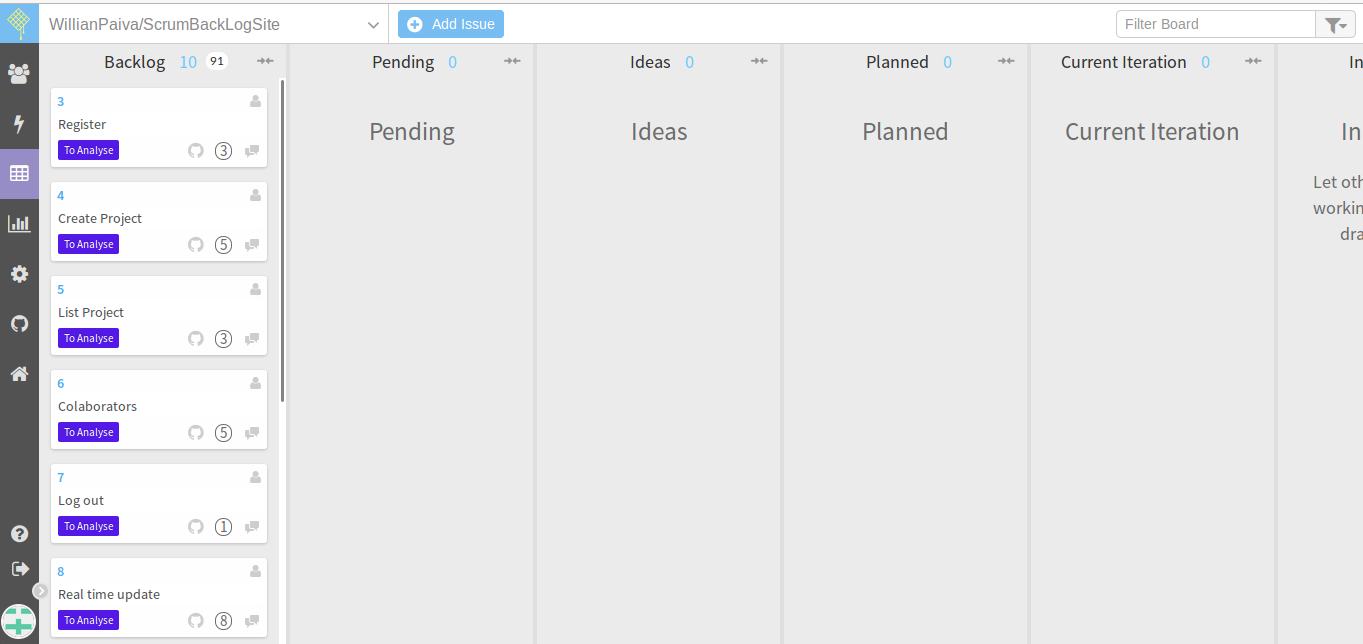 WillianPaiva/ScrumBackLogSite
Add Issue
Filter Board
Backlog 10 91
Pending 0
Ideas 0
Planned 0
Current Iteration 0
In
3
Register
To Analyse
3
4
Create Project
To Analyse
5
5
List Project
To Analyse
3
6
Colaborators
To Analyse
5
7
Log out
To Analyse
1
8
Real time update
To Analyse
8
Pending
Ideas
Planned
Current Iteration
In
Let oth
workin
dra